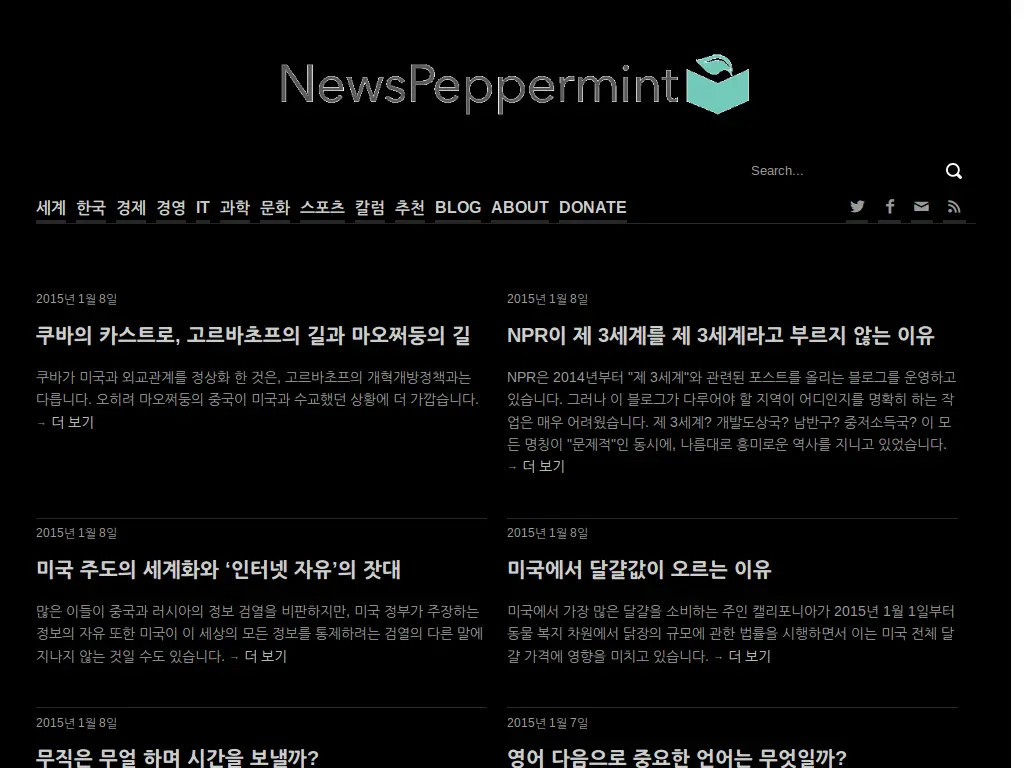 NewsPeppermint
Search...
세계 한국 경제 경영 IT 과학 문화 스포츠 칼럼 추천 BLOG ABOUT DONATE
2015년 1월 8일
쿠바의 카스트로, 고르바초프의 길과 마오쩌둥의 길
쿠바가 미국과 외교관계를 정상화 한 것은, 고르바초프의 개혁개방정책과는
다릅니다. 오히려 마오쩌둥의 중국이 미국과 수교했던 상황에 더 가깝습니다.
→ 더 보기
2015년 1월 8일
NPR이 제 3세계를 제 3세계라고 부르지 않는 이유
NPR은 2014년부터 "제 3세계"와 관련된 포스트를 올리는 블로그를 운영하고
있습니다. 그러나 이 블로그가 다루어야 할 지역이 어디인지를 명확히 하는 작
업은 매우 어려웠습니다. 제 3세계? 개발도상국? 남반구? 중저소득국? 이 모
든 명칭이 "문제적"인 동시에, 나름대로 흥미로운 역사를 지니고 있었습니다.
→ 더 보기
2015년 1월 8일
미국 주도의 세계화와 ‘인터넷 자유’의 잣대
많은 이들이 중국과 러시아의 정보 검열을 비판하지만, 미국 정부가 주장하는
정보의 자유 또한 미국이 이 세상의 모든 정보를 통제하려는 검열의 다른 말에
지나지 않는 것일 수도 있습니다. → 더 보기
2015년 1월 8일
미국에서 달걀값이 오르는 이유
미국에서 가장 많은 달걀을 소비하는 주인 캘리포니아가 2015년 1월 1일부터
동물 복지 차원에서 닭장의 규모에 관한 법률을 시행하면서 이는 미국 전체 달
걀 가격에 영향을 미치고 있습니다. → 더 보기
2015년 1월 8일
무직은 무얼 하며 시간을 보낼까?
2015년 1월 7일
영어 다음으로 중요한 언어는 무엇일까?